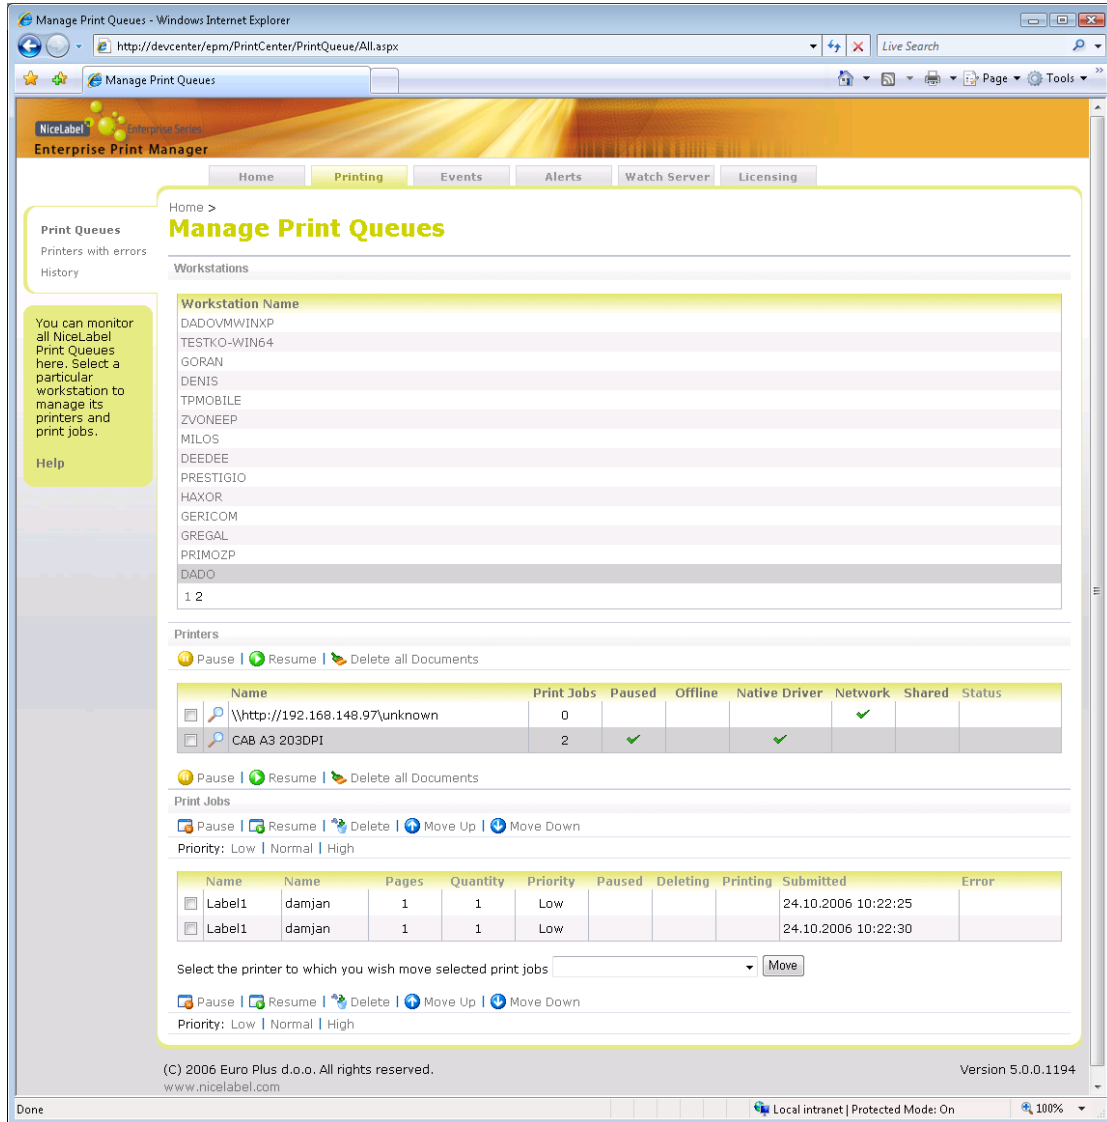 Manage Print Queues - Windows Internet Explorer
http://devcenter/epm/PrintCenter/PrintQueue/All.aspx
Live Search
Manage Print Queues
Page
Tools
NiceLabel Enterprise Series
Enterprise Print Manager
Home Printing Events Alerts Watch Server Licensing
Print Queues
Printers with errors
History
You can monitor
all NiceLabel
Print Queues
here. Select a
particular
workstation to
manage its
printers and
print jobs.
Help
Home >
Manage Print Queues
Workstations
Workstation Name
DADOVMWINXP
TESTKO-WIN64
GORAN
DENIS
TPMOBILE
ZVONEEP
MILOS
DEEDEE
PRESTIGIO
HAXOR
GERICOM
GREGAL
PRIMOZP
DADO
1 2
Printers
Pause | Resume | Delete all Documents
Name Print Jobs Paused Offline Native Driver Network Shared Status
\\http://192.168.148.97\unknown 0
CAB A3 203DPI 2
Pause | Resume | Delete all Documents
Print Jobs
Pause | Resume | Delete | Move Up | Move Down
Priority: Low | Normal | High
Name Name Pages Quantity Priority Paused Deleting Printing Submitted Error
Label1 damjan 1 1 Low 24.10.2006 10:22:25
Label1 damjan 1 1 Low 24.10.2006 10:22:30
Select the printer to which you wish move selected print jobs Move
Pause | Resume | Delete | Move Up | Move Down
Priority: Low | Normal | High
(C) 2006 Euro Plus d.o.o. All rights reserved. Version 5.0.0.1194
www.nicelabel.com
Done Local intranet | Protected Mode: On 100%